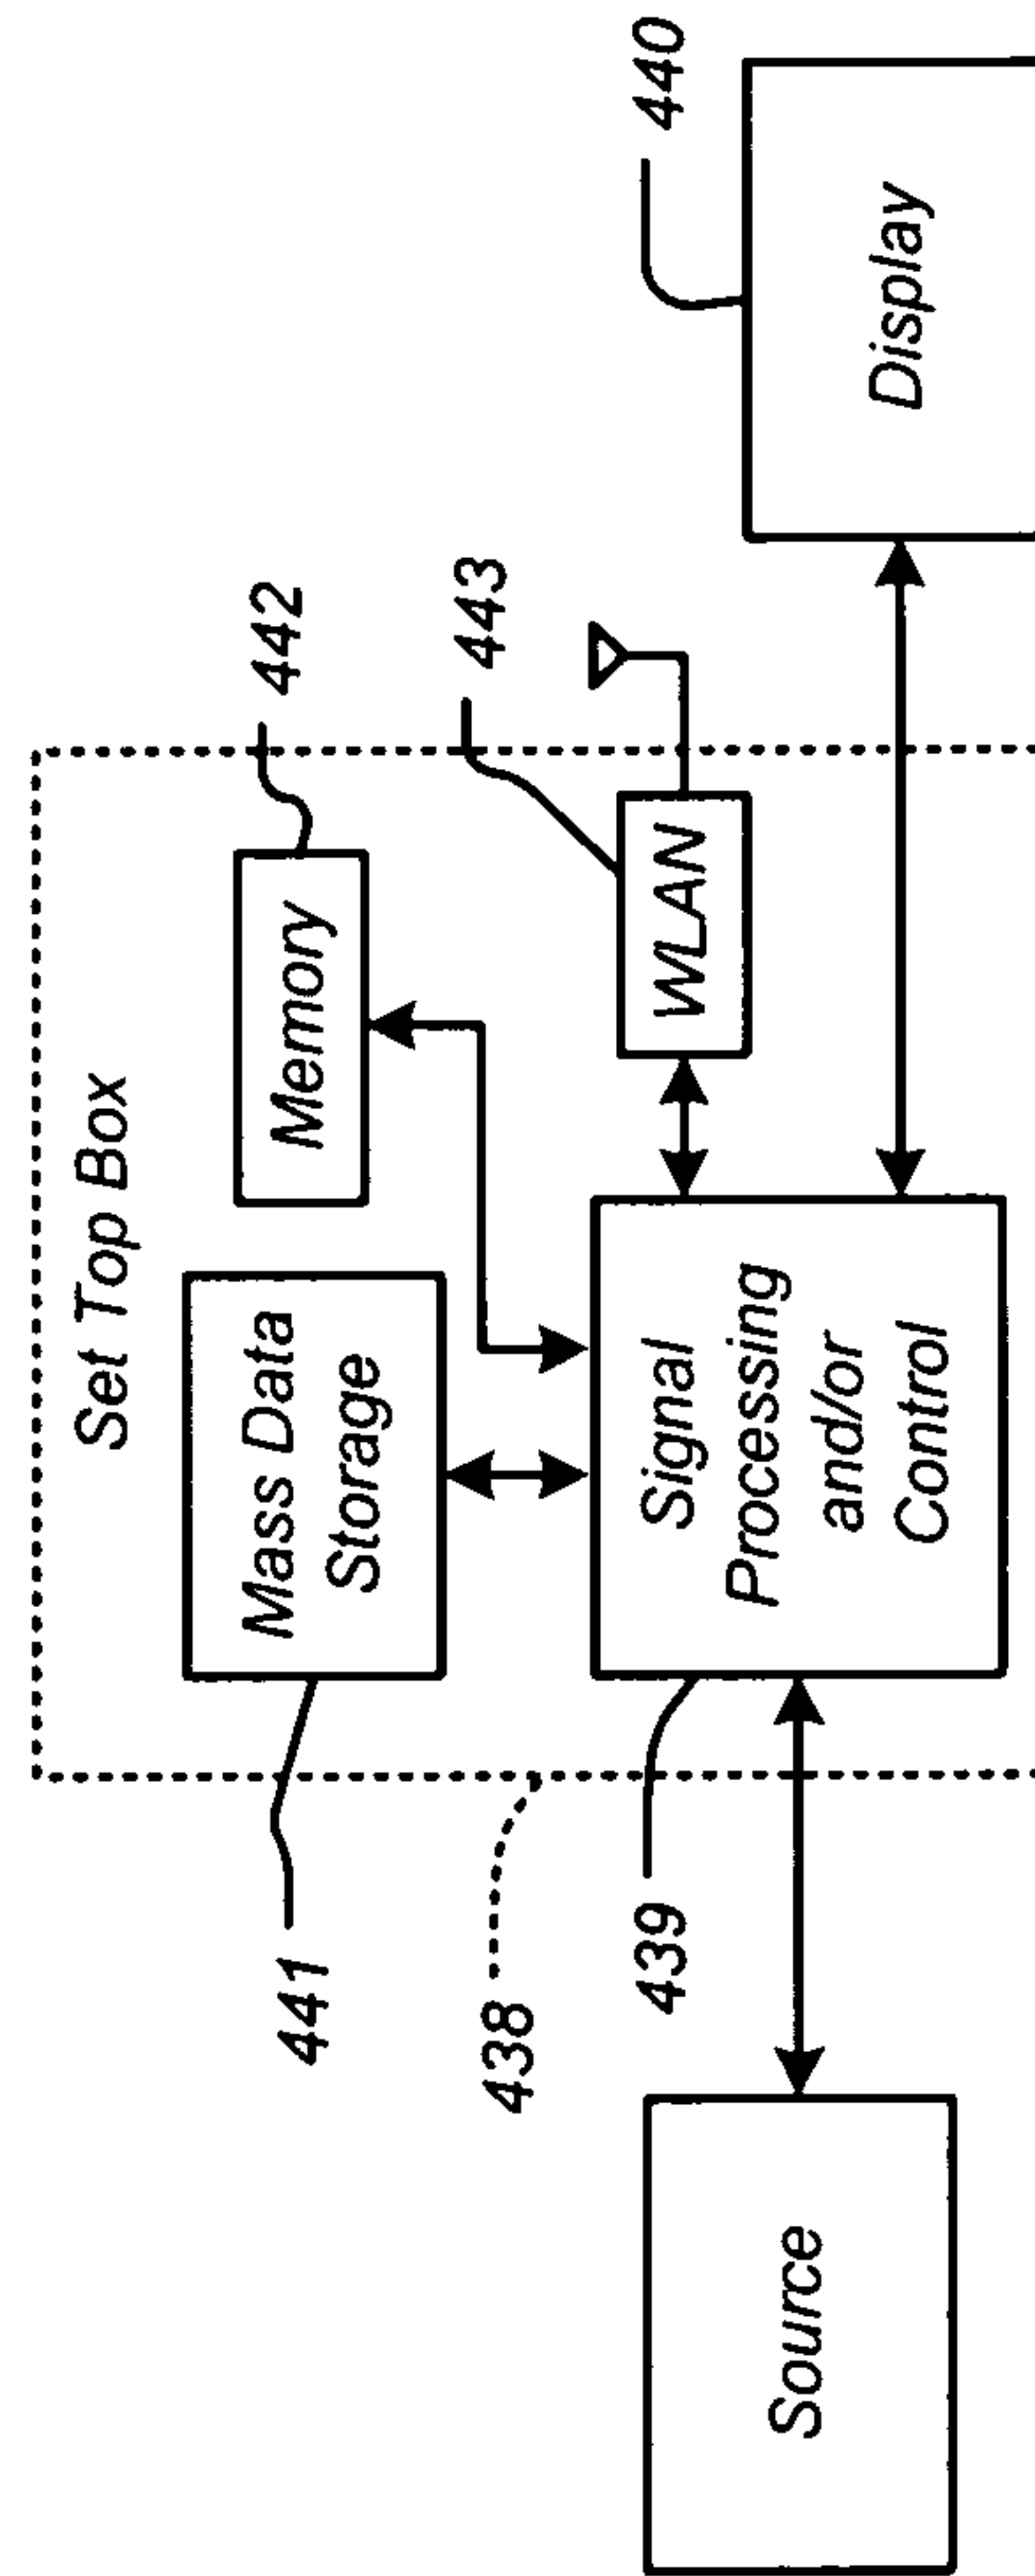 Set Top Box
441
Mass Data
Storage
Memory
442
443
WLAN
438
439
Signal
Processing
and/or
Control
440
Display
Source